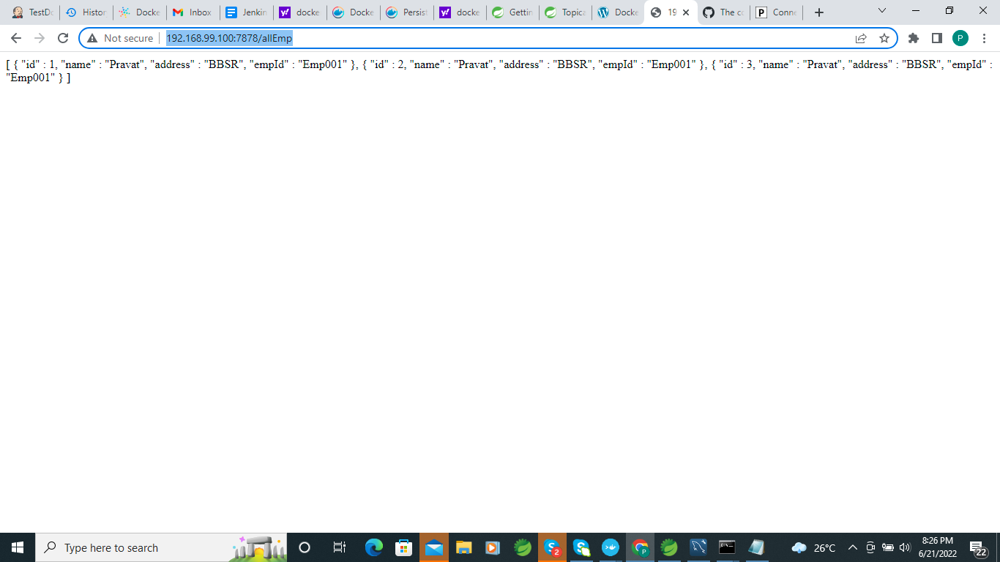 TestDo
Histor
Docke
Inbox
Jenkin
docke
Docke
Persist
docke
Gettin
Topica
Docke
19
The co
Conne
Not secure
192.168.99.100:7878/allEmp
P
[ { "id" : 1, "name" : "Pravat", "address" : "BBSR", "empId" : "Emp001" }, { "id" : 2, "name" : "Pravat", "address" : "BBSR", "empId" : "Emp001" }, { "id" : 3, "name" : "Pravat", "address" : "BBSR", "empId" :
"Emp001" } ]
Type here to search
2
26°C
8:26 PM
6/21/2022
22